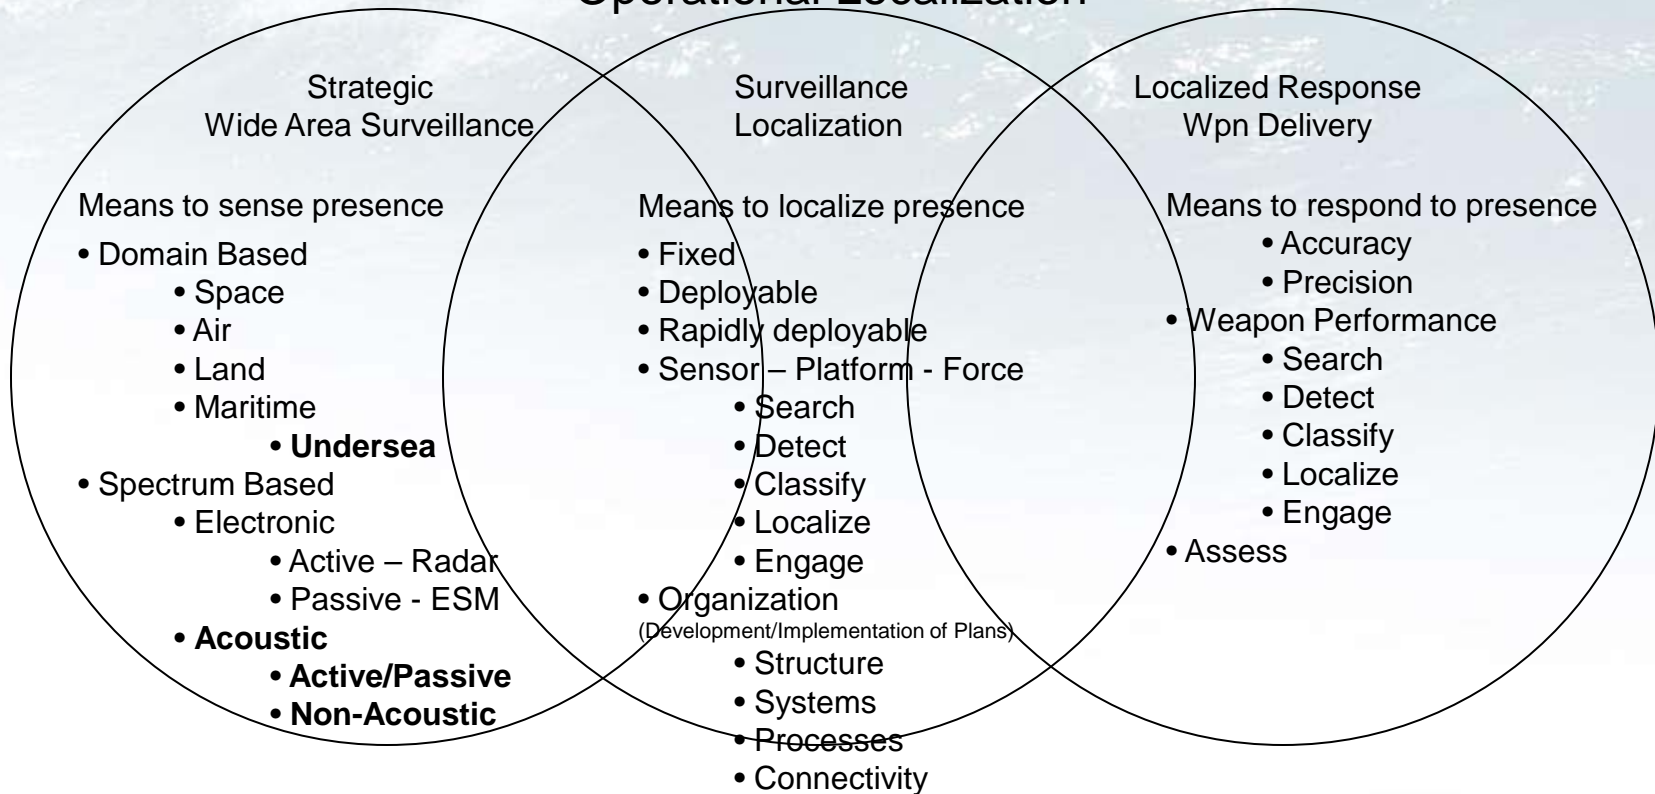 Operational Localization
Strategic
Wide Area Surveillance
Means to sense presence
• Domain Based
• Space
• Air
• Land
• Maritime
• Undersea
• Spectrum Based
• Electronic
• Active – Radar
• Passive - ESM
• Acoustic
• Active/Passive
• Non-Acoustic
Surveillance
Localization
Means to localize presence
• Fixed
• Deployable
• Rapidly deployable
• Sensor – Platform - Force
• Search
• Detect
• Classify
• Localize
• Engage
• Organization
(Development/Implementation of Plans)
• Structure
• Systems
• Processes
• Connectivity
Localized Response
Wpn Delivery
Means to respond to presence
• Accuracy
• Precision
• Weapon Performance
• Search
• Detect
• Classify
• Localize
• Engage
• Assess